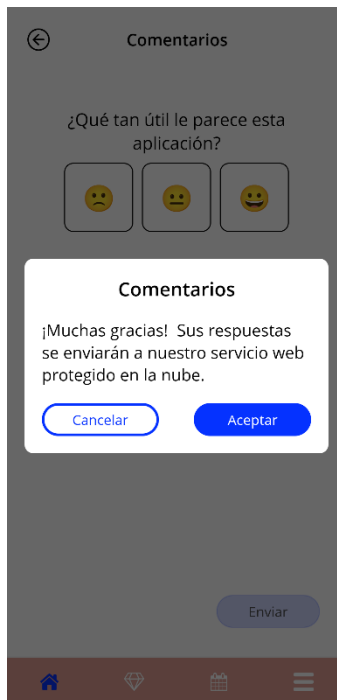 Comentarios
¿Qué tan útil le parece esta
aplicación?
Comentarios
¡Muchas gracias!  Sus respuestas
se enviarán a nuestro servicio web
protegido en la nube.
Cancelar
Aceptar
Enviar